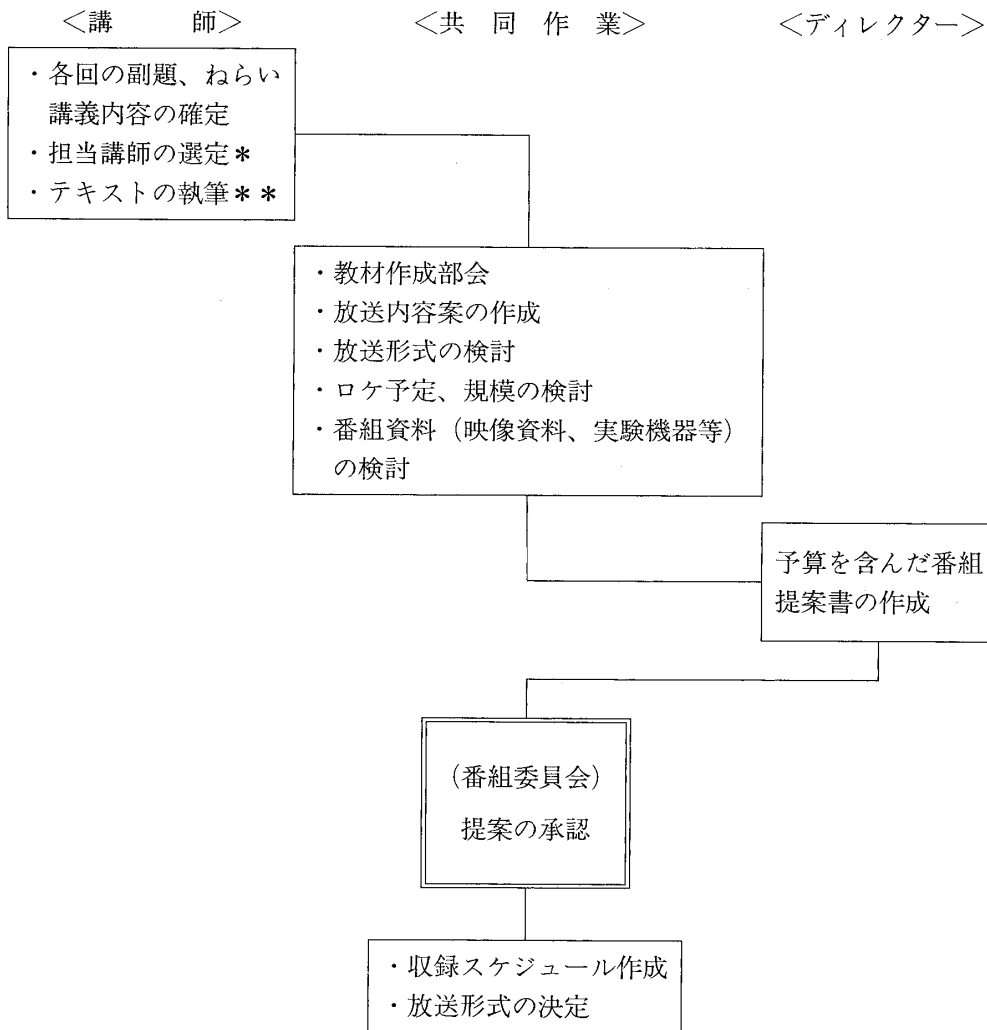 ＜講　　師＞
＜共　同　作　業＞
＜ディレクター＞
・各回の副題、ねらい
講義内容の確定
・担当講師の選定＊
・テキストの執筆＊＊
・教材作成部会
・放送内容案の作成
・放送形式の検討
・ロケ予定、規模の検討
・番組資料（映像資料、実験機器等）
の検討
予算を含んだ番組
提案書の作成
（番組委員会）
提案の承認
・収録スケジュール作成
・放送形式の決定